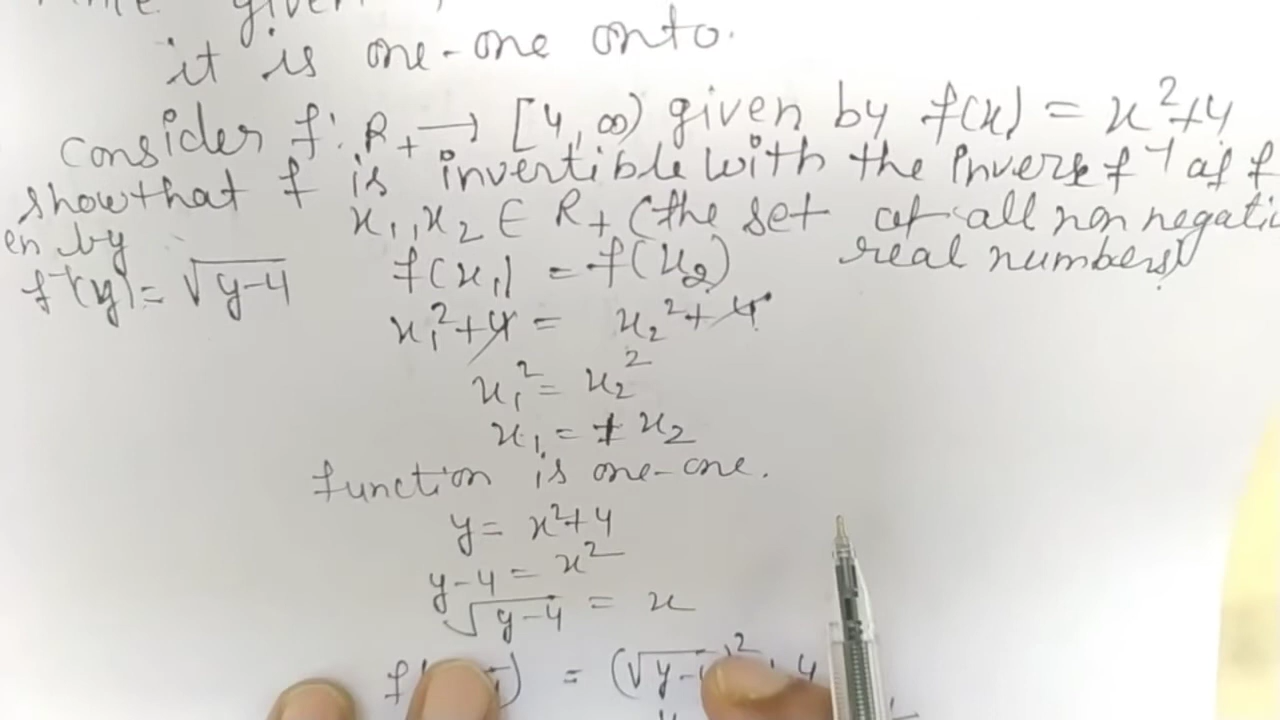 given
it is one-one onto.
consider f: R+ → [4, ∞) given by f(x) = x²+4
show that f is invertible with the inverse f⁻¹ of f
en by x₁, x₂ ∈ R+ (the set of all non negati
real numbers)
f⁻¹(y) = √y-4 f(x₁) = f(x₂)
x₁²+4 = x₂²+4
x₁² = x₂²
x₁ = ± x₂
function is one-one.
y = x²+4
y-4 = x²
√y-4 = x